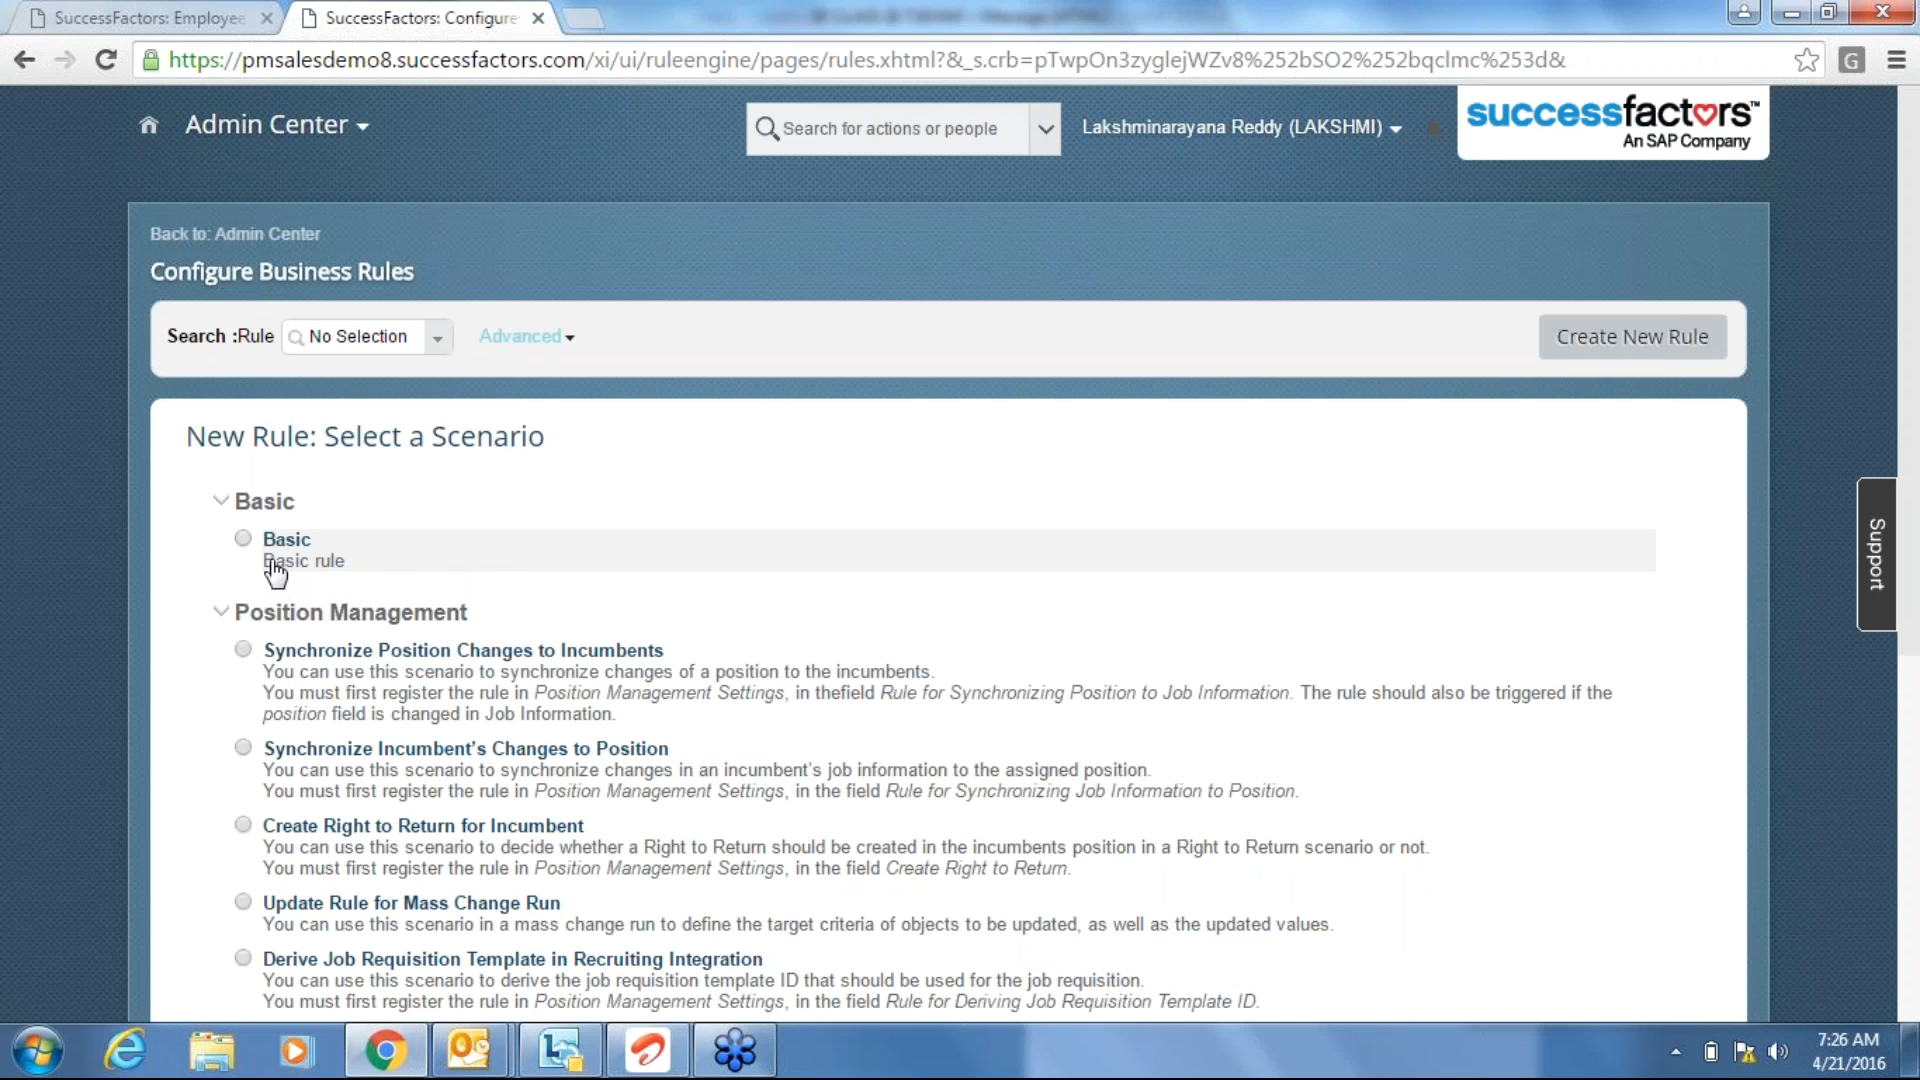 SuccessFactors: Employee
SuccessFactors: Configure
https://pmsalesdemo8.successfactors.com/xi/ui/ruleengine/pages/rules.xhtml?&_s.crb=pTwpOn3zyglejWZv8%252bSO2%252bqclmc%253d&
G
Admin Center
Search for actions or people
Lakshminarayana Reddy (LAKSHMI)
successfactors™
An SAP Company
Back to: Admin Center
Configure Business Rules
Search :Rule
No Selection
Advanced
Create New Rule
New Rule: Select a Scenario
Basic
Basic
Basic rule
Support
Position Management
Synchronize Position Changes to Incumbents
You can use this scenario to synchronize changes of a position to the incumbents.
You must first register the rule in Position Management Settings, in thefield Rule for Synchronizing Position to Job Information. The rule should also be triggered if the
position field is changed in Job Information.
Synchronize Incumbent's Changes to Position
You can use this scenario to synchronize changes in an incumbent's job information to the assigned position.
You must first register the rule in Position Management Settings, in the field Rule for Synchronizing Job Information to Position.
Create Right to Return for Incumbent
You can use this scenario to decide whether a Right to Return should be created in the incumbents position in a Right to Return scenario or not.
You must first register the rule in Position Management Settings, in the field Create Right to Return.
Update Rule for Mass Change Run
You can use this scenario in a mass change run to define the target criteria of objects to be updated, as well as the updated values.
Derive Job Requisition Template in Recruiting Integration
You can use this scenario to derive the job requisition template ID that should be used for the job requisition.
You must first register the rule in Position Management Settings, in the field Rule for Deriving Job Requisition Template ID.
7:26 AM
4/21/2016